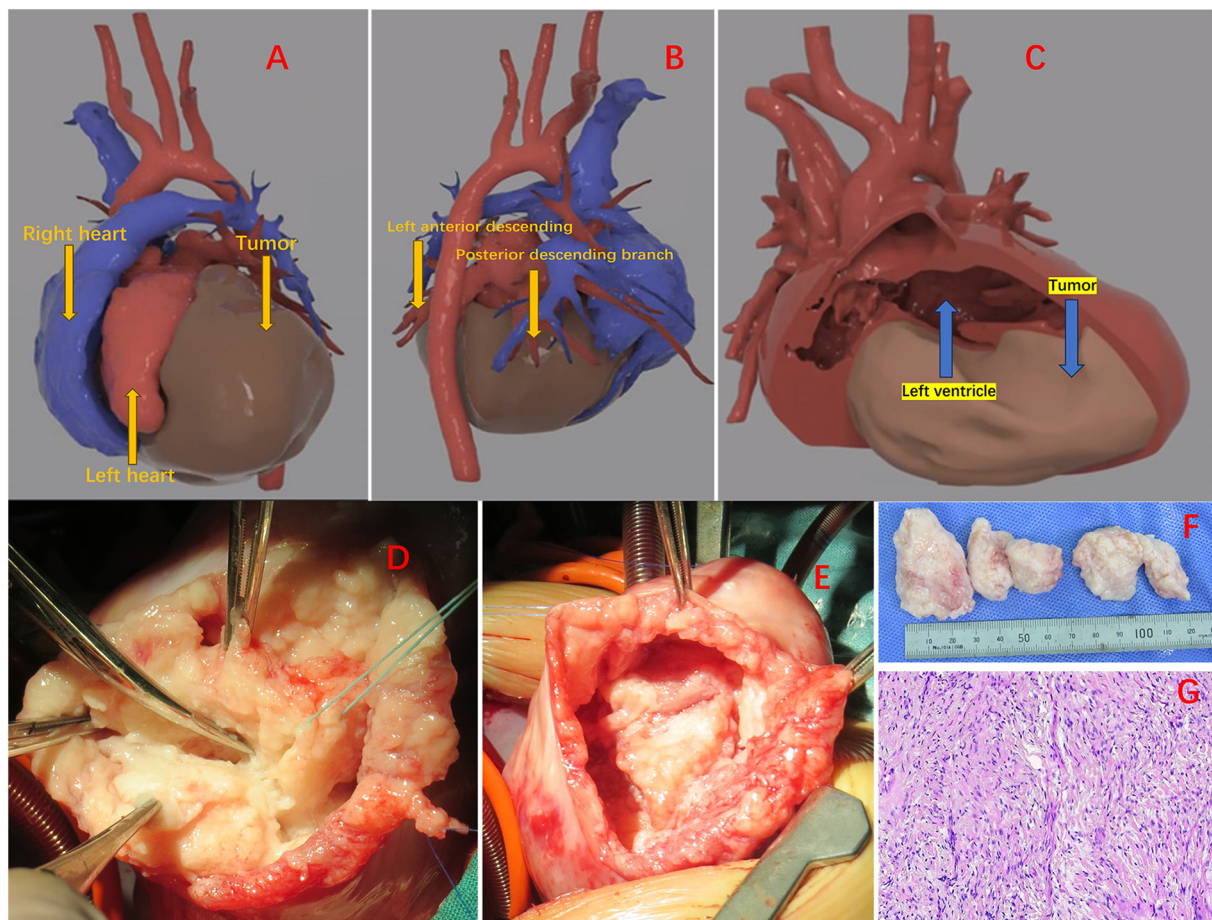 A
B
C
Right heart
Tumor
Left heart
Left anterior descending
Posterior descending branch
Tumor
Left ventricle
D
E
F
10 20 30 40 50 60 70 80 90 100 110 120
G